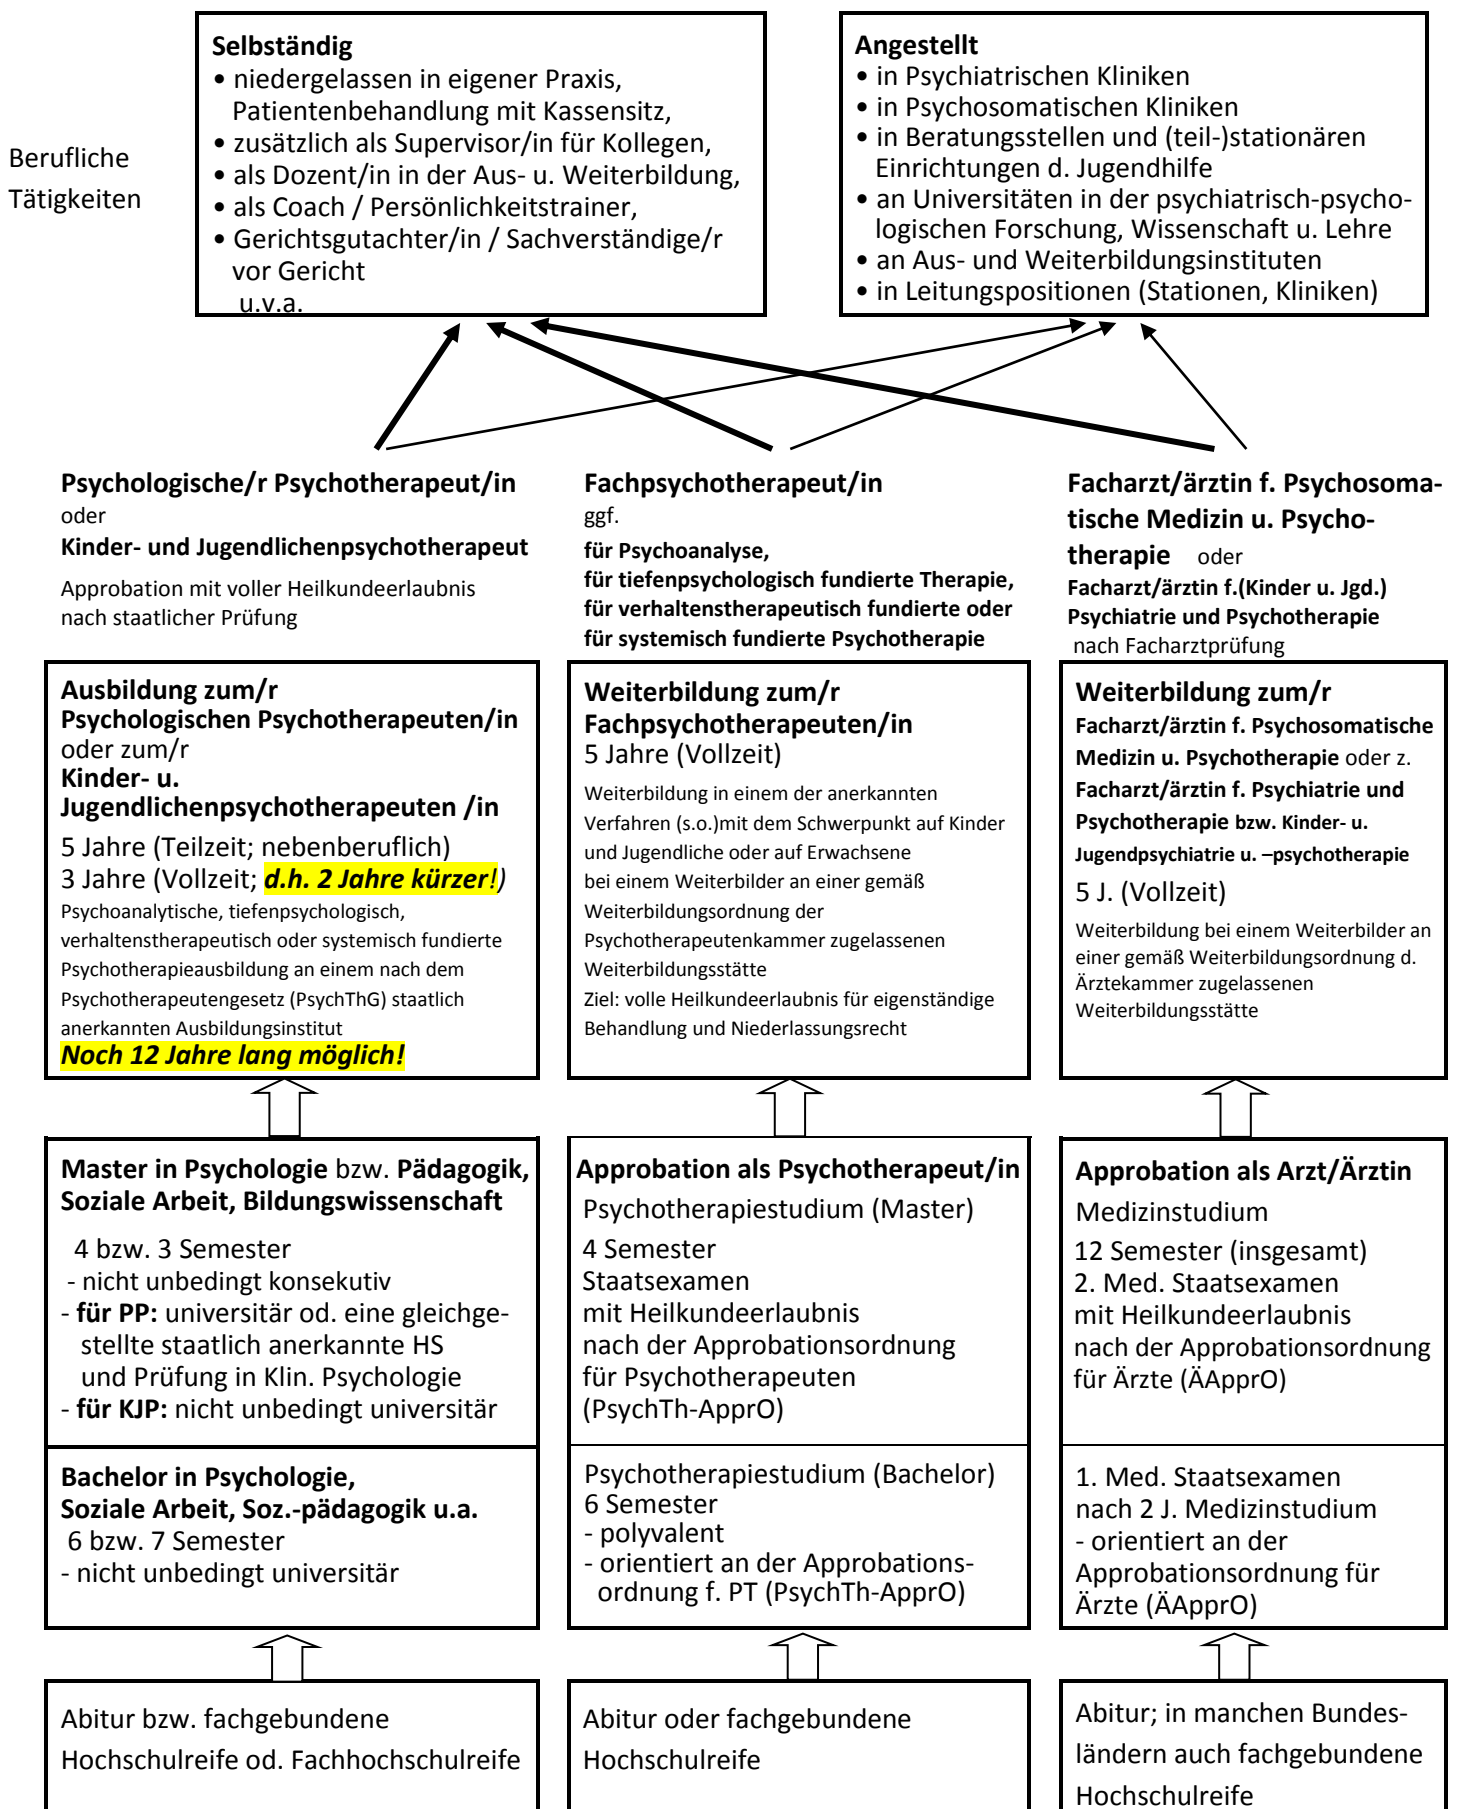 Berufliche
Tätigkeiten
Selbständig
• niedergelassen in eigener Praxis,
Patientenbehandlung mit Kassensitz,
• zusätzlich als Supervisor/in für Kollegen,
• als Dozent/in in der Aus- u. Weiterbildung,
• als Coach / Persönlichkeitstrainer,
• Gerichtsgutachter/in / Sachverständige/r
vor Gericht
u.v.a.
Angestellt
• in Psychiatrischen Kliniken
• in Psychosomatischen Kliniken
• in Beratungsstellen und (teil-)stationären
Einrichtungen d. Jugendhilfe
• an Universitäten in der psychiatrisch-psycho-
logischen Forschung, Wissenschaft u. Lehre
• an Aus- und Weiterbildungsinstituten
• in Leitungspositionen (Stationen, Kliniken)
Psychologische/r Psychotherapeut/in
oder
Kinder- und Jugendlichenpsychotherapeut
Approbation mit voller Heilkundeerlaubnis
nach staatlicher Prüfung
Fachpsychotherapeut/in
ggf.
für Psychoanalyse,
für tiefenpsychologisch fundierte Therapie,
für verhaltenstherapeutisch fundierte oder
für systemisch fundierte Psychotherapie
Facharzt/ärztin f. Psychosoma-
tische Medizin u. Psycho-
therapie oder
Facharzt/ärztin f.(Kinder u. Jgd.)
Psychiatrie und Psychotherapie
nach Facharztprüfung
Ausbildung zum/r
Psychologischen Psychotherapeuten/in
oder zum/r
Kinder- u.
Jugendlichenpsychotherapeuten /in
5 Jahre (Teilzeit; nebenberuflich)
3 Jahre (Vollzeit; d.h. 2 Jahre kürzer!)
Psychoanalytische, tiefenpsychologisch,
verhaltenstherapeutisch oder systemisch fundierte
Psychotherapieausbildung an einem nach dem
Psychotherapeutengesetz (PsychThG) staatlich
anerkannten Ausbildungsinstitut
Noch 12 Jahre lang möglich!
Weiterbildung zum/r
Fachpsychotherapeuten/in
5 Jahre (Vollzeit)
Weiterbildung in einem der anerkannten
Verfahren (s.o.)mit dem Schwerpunkt auf Kinder
und Jugendliche oder auf Erwachsene
bei einem Weiterbilder an einer gemäß
Weiterbildungsordnung der
Psychotherapeutenkammer zugelassenen
Weiterbildungsstätte
Ziel: volle Heilkundeerlaubnis für eigenständige
Behandlung und Niederlassungsrecht
Weiterbildung zum/r
Facharzt/ärztin f. Psychosomatische
Medizin u. Psychotherapie oder z.
Facharzt/ärztin f. Psychiatrie und
Psychotherapie bzw. Kinder- u.
Jugendpsychiatrie u. –psychotherapie
5 J. (Vollzeit)
Weiterbildung bei einem Weiterbilder an
einer gemäß Weiterbildungsordnung d.
Ärztekammer zugelassenen
Weiterbildungsstätte
Master in Psychologie bzw. Pädagogik,
Soziale Arbeit, Bildungswissenschaft
4 bzw. 3 Semester
- nicht unbedingt konsekutiv
- für PP: universitär od. eine gleichge-
stellte staatlich anerkannte HS
und Prüfung in Klin. Psychologie
- für KJP: nicht unbedingt universitär
Approbation als Psychotherapeut/in
Psychotherapiestudium (Master)
4 Semester
Staatsexamen
mit Heilkundeerlaubnis
nach der Approbationsordnung
für Psychotherapeuten
(PsychTh-ApprO)
Approbation als Arzt/Ärztin
Medizinstudium
12 Semester (insgesamt)
2. Med. Staatsexamen
mit Heilkundeerlaubnis
nach der Approbationsordnung
für Ärzte (ÄApprO)
Bachelor in Psychologie,
Soziale Arbeit, Soz.-pädagogik u.a.
6 bzw. 7 Semester
- nicht unbedingt universitär
Psychotherapiestudium (Bachelor)
6 Semester
- polyvalent
- orientiert an der Approbations-
ordnung f. PT (PsychTh-ApprO)
1. Med. Staatsexamen
nach 2 J. Medizinstudium
- orientiert an der
Approbationsordnung für
Ärzte (ÄApprO)
Abitur bzw. fachgebundene
Hochschulreife od. Fachhochschulreife
Abitur oder fachgebundene
Hochschulreife
Abitur; in manchen Bundes-
ländern auch fachgebundene
Hochschulreife